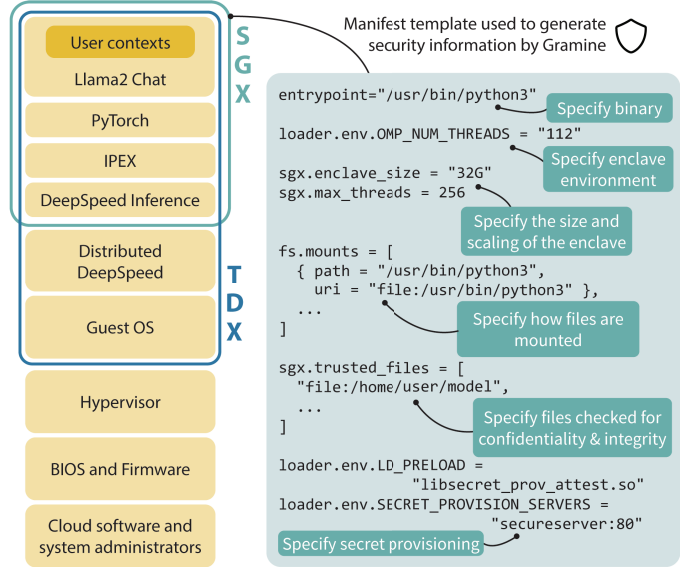 User contexts
Llama2 Chat
PyTorch
IPEX
DeepSpeed Inference
Distributed
DeepSpeed
Guest OS
Hypervisor
BIOS and Firmware
Cloud software and
system administrators
S
G
X
T
D
X
Manifest template used to generate
security information by Gramine
entrypoint="/usr/bin/python3"
Specify binary
loader.env.OMP_NUM_THREADS = "112"
Specify enclave
environment
sgx.enclave_size = "32G"
sgx.max_threads = 256
Specify the size and
scaling of the enclave
fs.mounts = [
{ path = "/usr/bin/python3",
uri = "file:/usr/bin/python3" },
...
]
Specify how files are
mounted
sgx.trusted_files = [
"file:/home/user/model",
...
]
Specify files checked for
confidentiality & integrity
loader.env.LD_PRELOAD =
"libsecret_prov_attest.so"
loader.env.SECRET_PROVISION_SERVERS =
"secureserver:80"
Specify secret provisioning